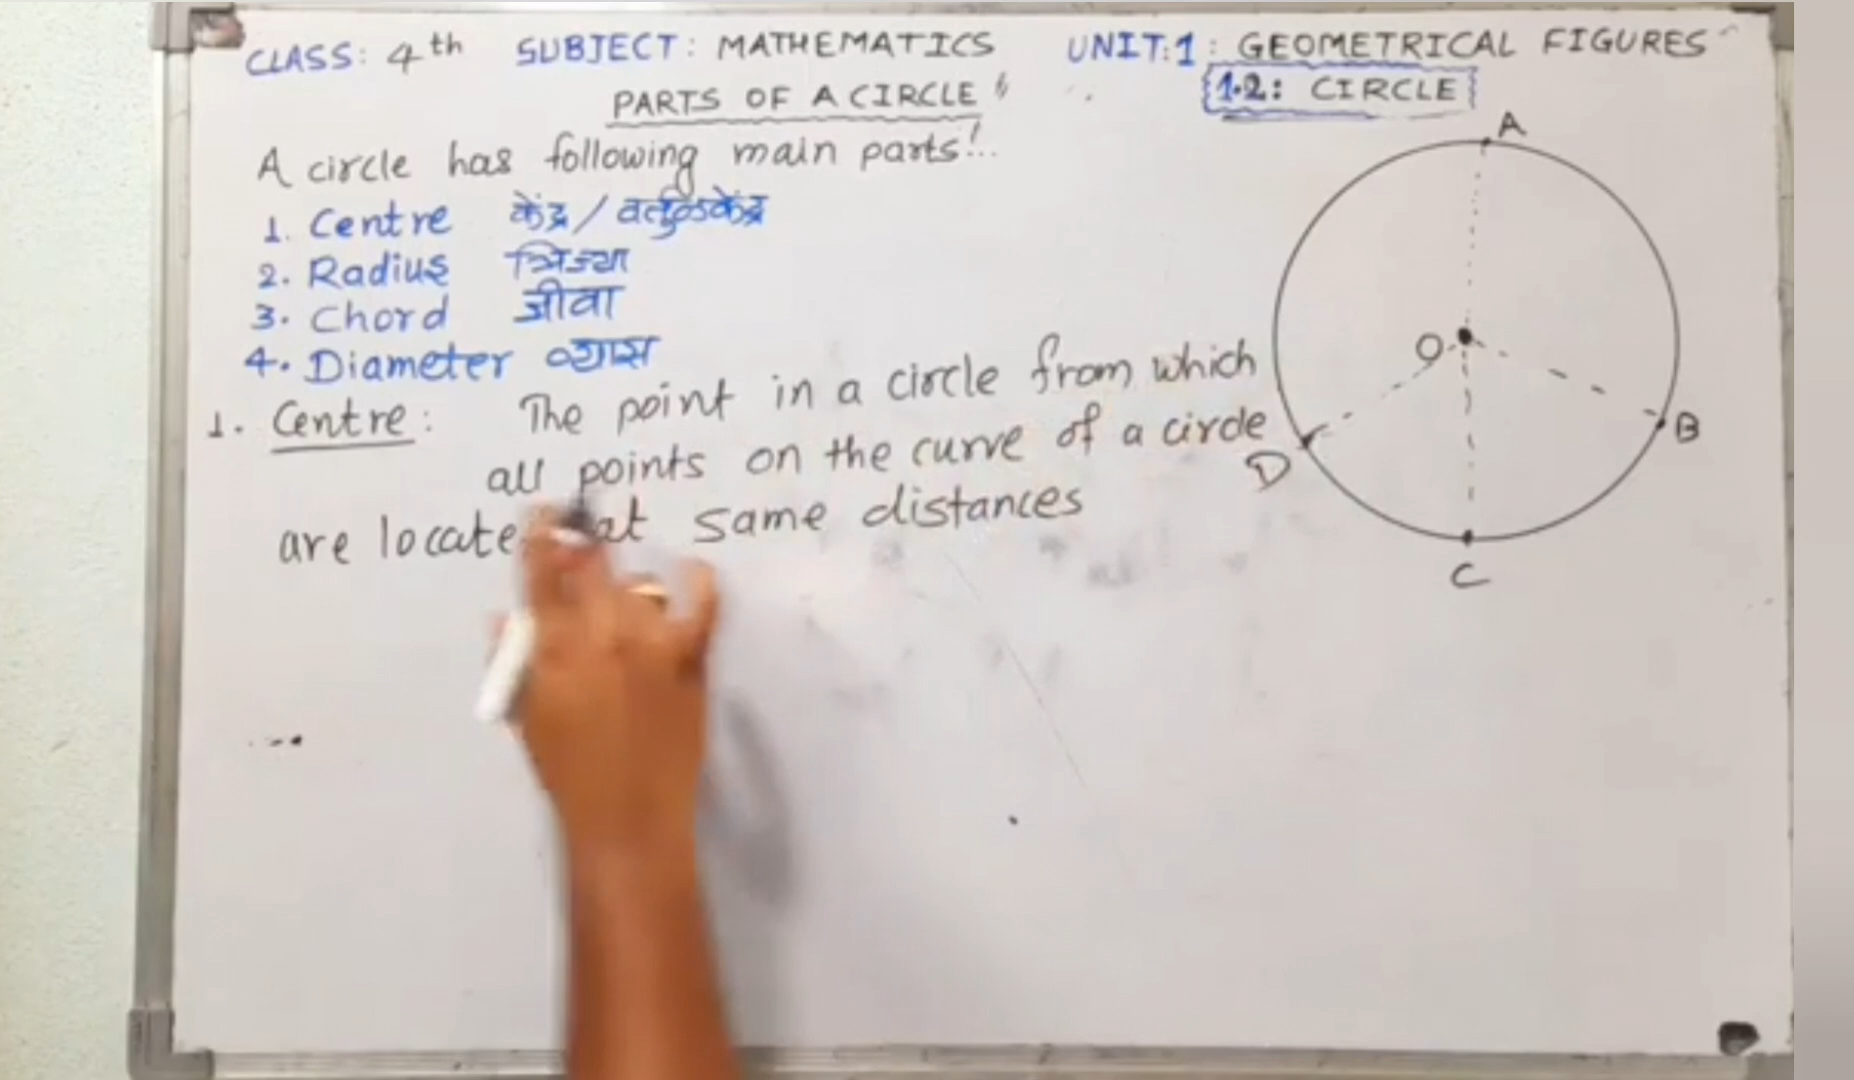 CLASS: 4th SUBJECT: MATHEMATICS UNIT:1: GEOMETRICAL FIGURES
PARTS OF A CIRCLE
1.2: CIRCLE
A circle has following main parts!..
1. Centre केंद्र / वर्तुळकेंद्र
2. Radius त्रिज्या
3. Chord जीवा
4. Diameter व्यास
1. Centre: The point in a circle from which
all points on the curve of a circle
are locate at same distances
A
O
B
D
C